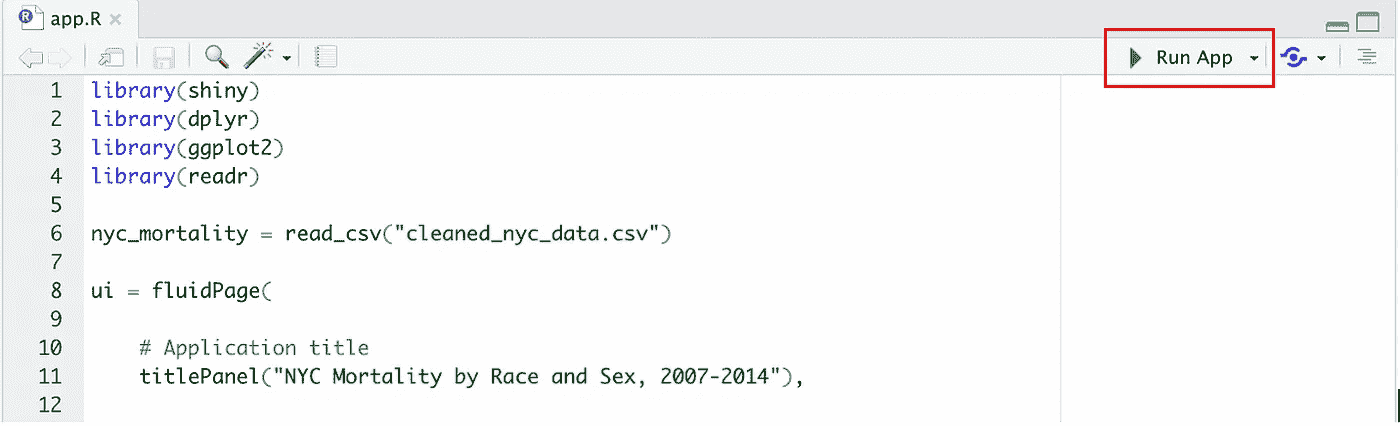 app.R
Run App
1 library(shiny)
2 library(dplyr)
3 library(ggplot2)
4 library(readr)
5
6 nyc_mortality = read_csv("cleaned_nyc_data.csv")
7
8 ui = fluidPage(
9
10     # Application title
11     titlePanel("NYC Mortality by Race and Sex, 2007-2014"),
12